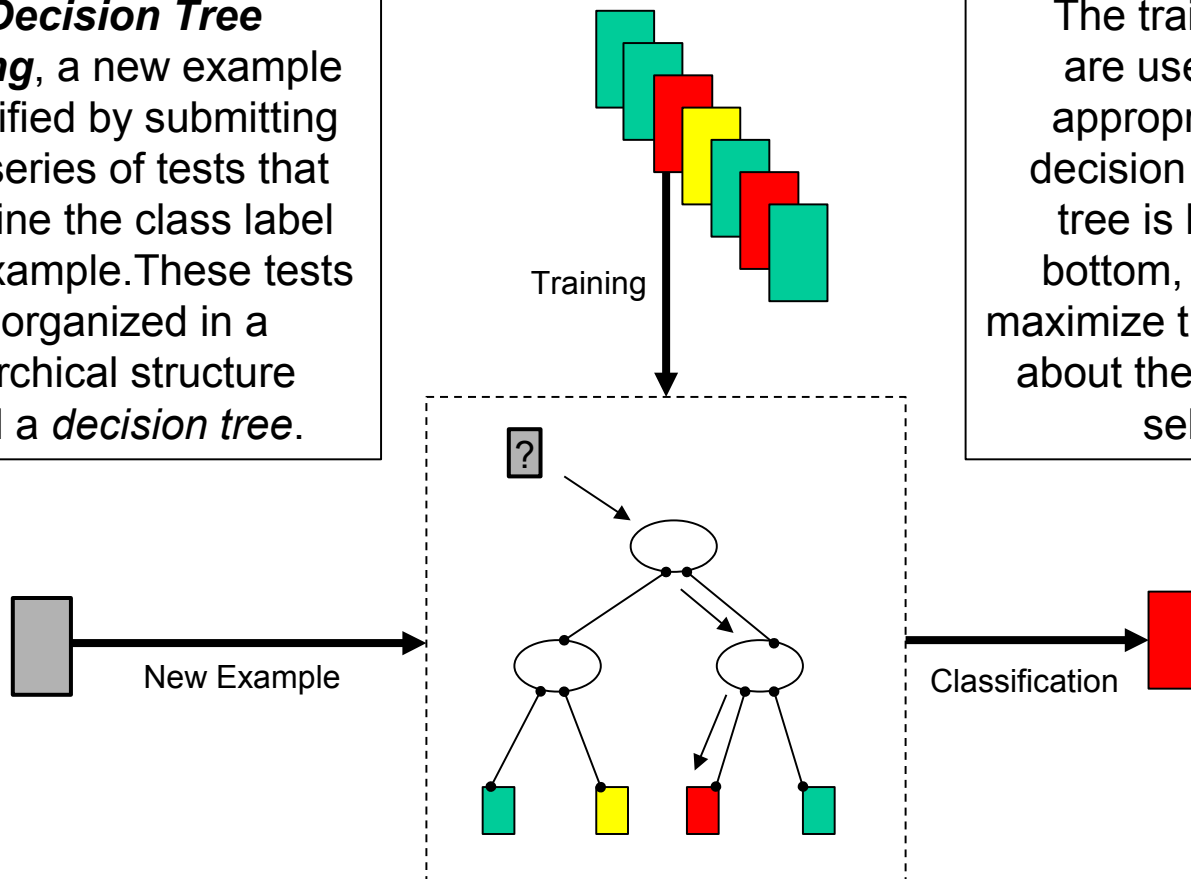 Decision Tree
ng, a new example
ified by submitting
series of tests that
ine the class label
xample.These tests
organized in a
rchical structure
a decision tree.
Training
The trai
are use
appropr
decision
tree is
bottom,
maximize t
about the
sel
?
New Example
Classification